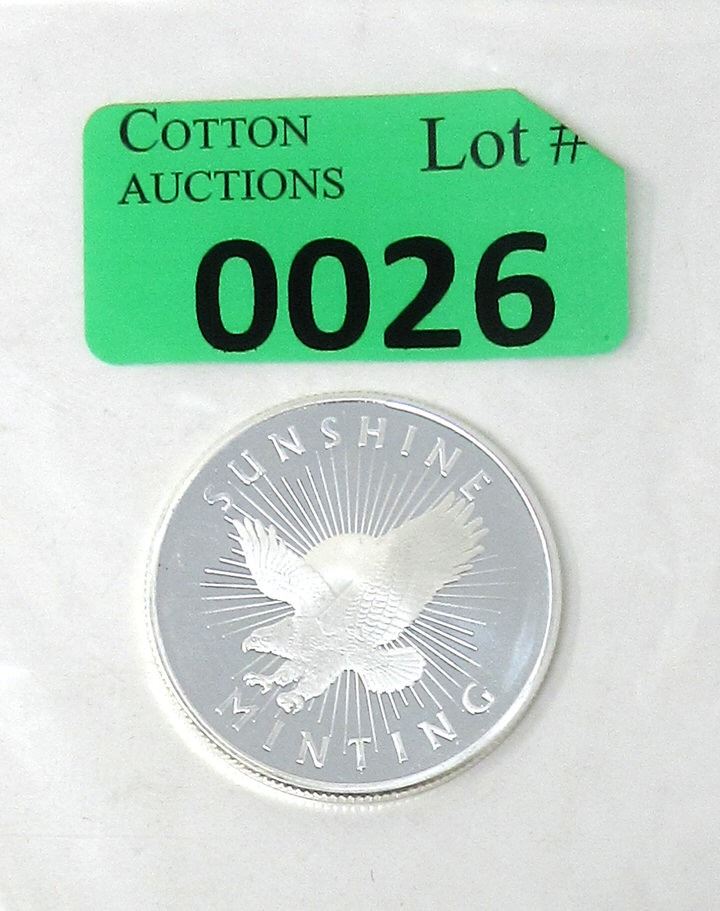 COTTON
AUCTIONS
Lot #
0026
SUNSHINE
MINTING